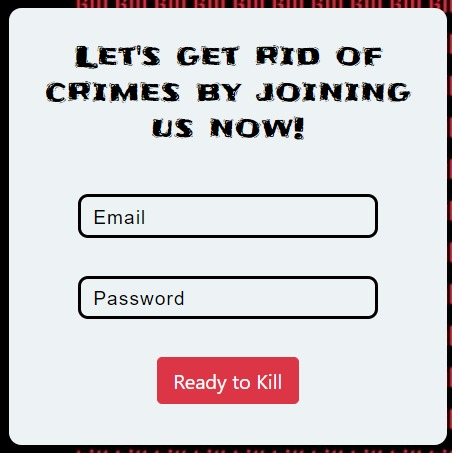 Let's get rid of
crimes by joining
us now!
Email
Password
Ready to Kill